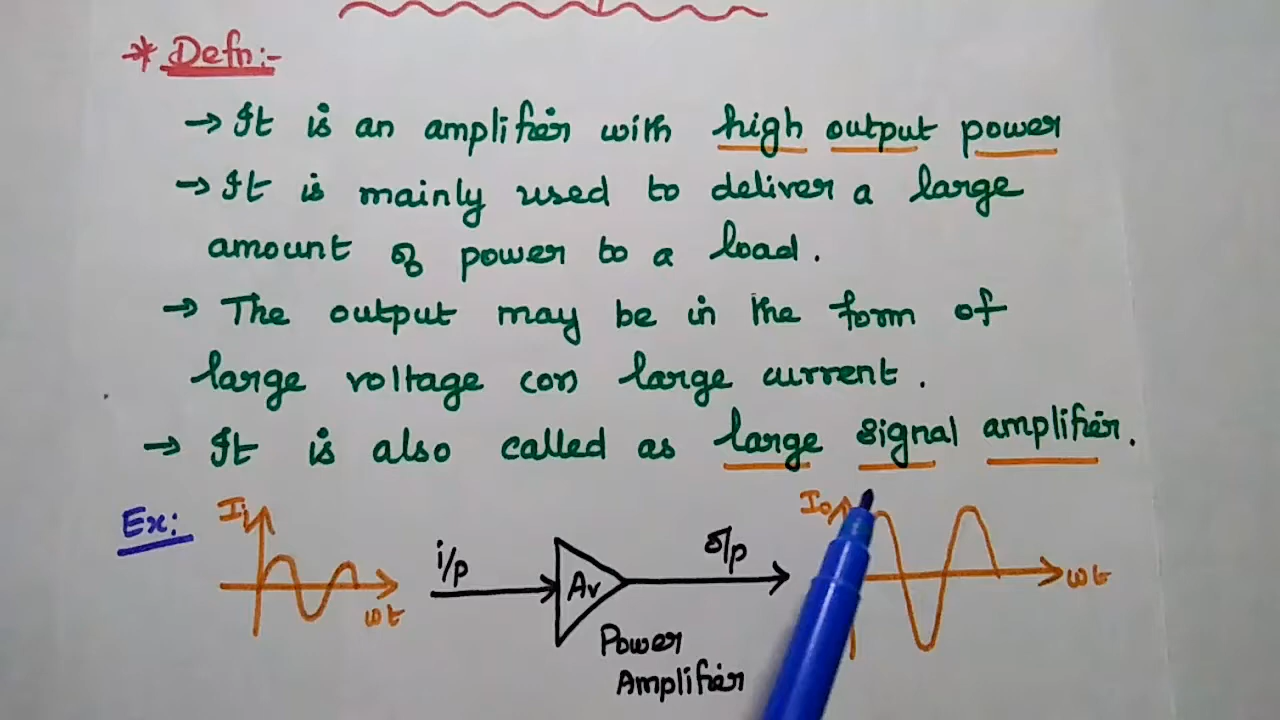 * Defn:-
→ It is an amplifier with high output power
→ It is mainly used to deliver a large
amount of power to a load.
→ The output may be in the form of
large voltage (or) large current.
→ It is also called as large signal amplifier.
Ex:
Ii
ωt
i/p
Av
o/p
Power
Amplifier
Io
ωt